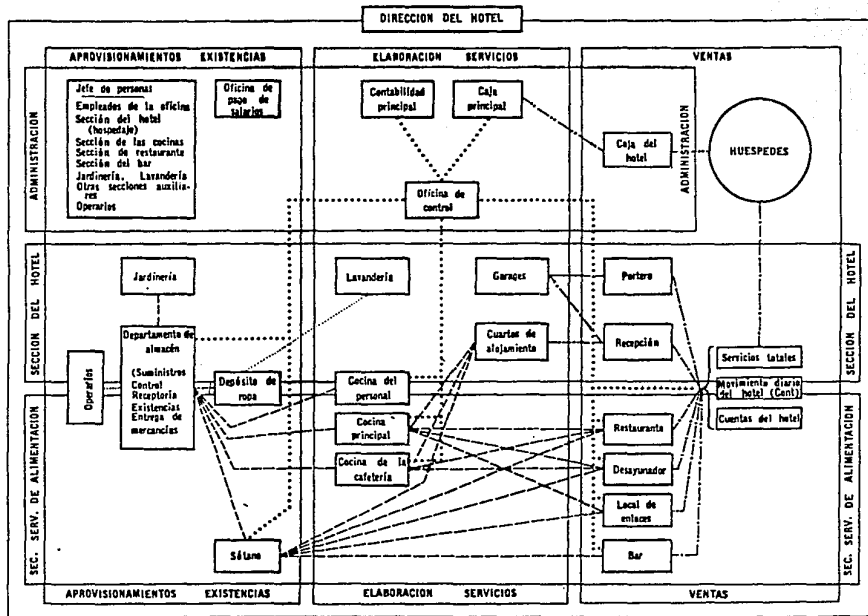 DIRECCION DEL HOTEL
APROVISIONAMIENTOS EXISTENCIAS
ELABORACION SERVICIOS
VENTAS
ADMINISTRACION
Jefe de personal
Empleados de la oficina
Sección del hotel
(hospedaje)
Sección de las cocinas
Sección de restaurante
Sección del bar
Jardinería, Lavandería
Otras secciones auxilia-
res
Operarios
Oficina de
pago de
salarios
Contabilidad
principal
Caja
principal
Caja del
hotel
ADMINISTRACION
HUESPEDES
Oficina de
control
SECCION DEL HOTEL
Jardinería
Lavandería
Garages
Portero
SECCION DEL HOTEL
Operarios
Departamento de
almacén
(Suministros
Control
Receptoría
Existencias
Entrega de
mercancías)
Depósito de
ropa
Cuartos de
alojamiento
Recepción
Cocina del
personal
Cocina
principal
Cocina de la
cafetería
Servicios totales
Movimiento diario
del hotel (Cont)
Cuentas del hotel
Restaurante
Desayunador
Local de
enlaces
Bar
Sótano
SEC. SERV. DE ALIMENTACION
SEC. SERV. DE ALIMENTACION
APROVISIONAMIENTOS EXISTENCIAS
ELABORACION SERVICIOS
VENTAS